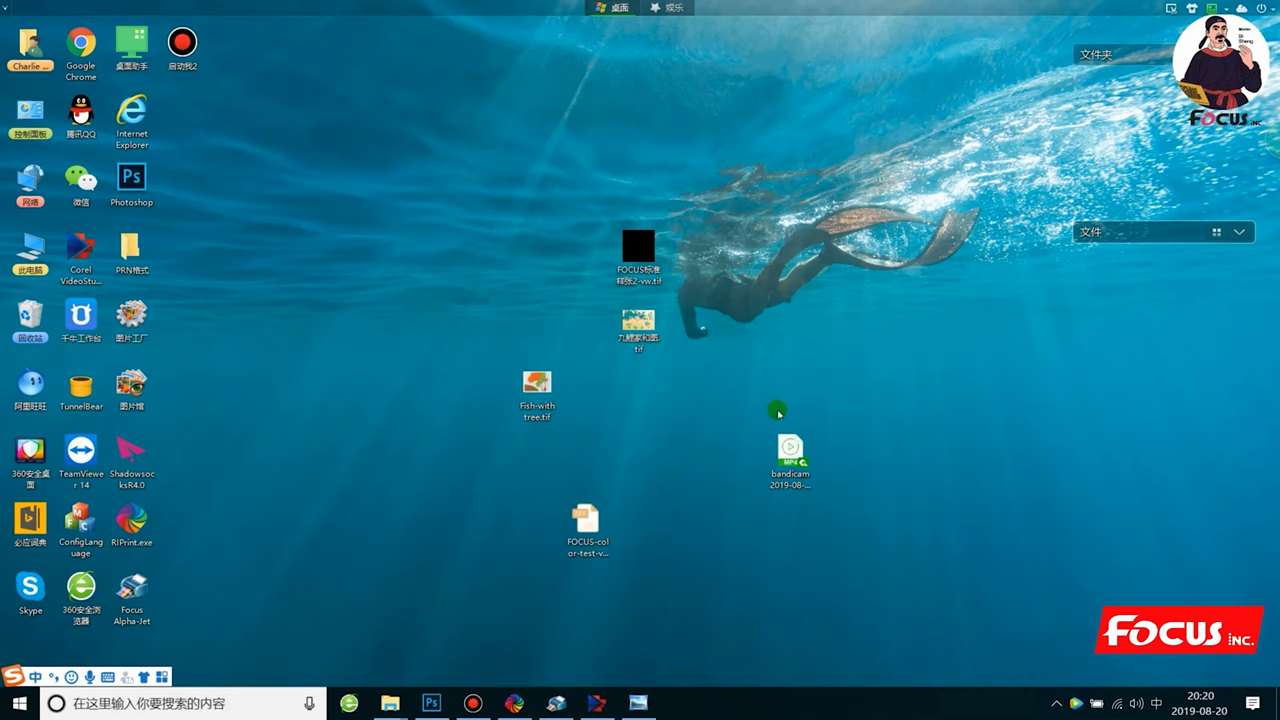 桌面
娱乐
Charlie ...
Google
Chrome
桌面助手
启动我2
控制面板
腾讯QQ
Internet
Explorer
网络
微信
Ps
Photoshop
此电脑
Corel
VideoStu...
PRN格式
回收站
千牛工作台
图片工厂
阿里旺旺
TunnelBear
图片馆
360安全桌
面
TeamViewe
r 14
Shadowsoc
ksR4.0
必应词典
ConfigLang
uage
RIPrint.exe
Skype
360安全浏
览器
Focus
Alpha-Jet
FOCUS标准
样张2-vw.tif
九鲤家和图.
tif
Fish-with
tree.tif
MP4
bandicam
2019-08-...
FOCUS-col
or-test-v...
文件夹
文件
FOCUS INC
FOCUS INC.
中
在这里输入你要搜索的内容
Ps
中
20:20
2019-08-20